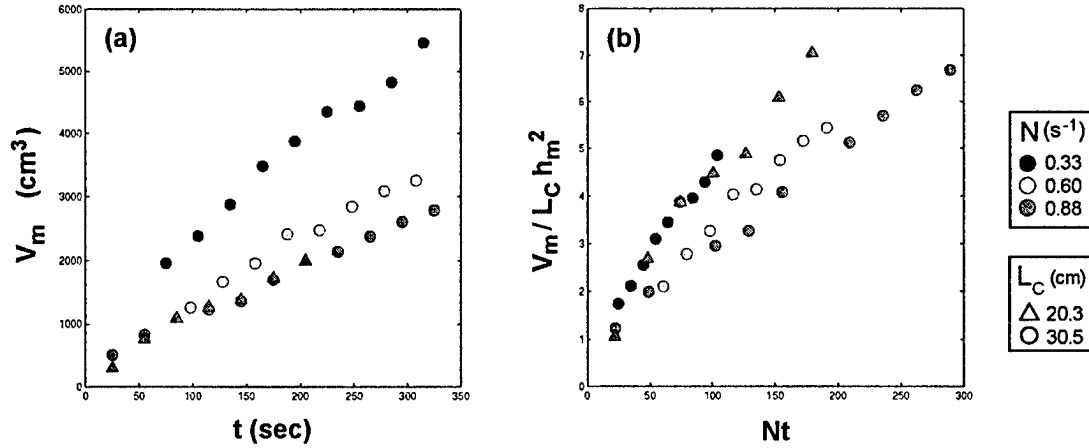 (a)
V_m (cm³)
6000
5000
4000
3000
2000
1000
0
0 50 100 150 200 250 300 350
t (sec)
(b)
V_m / L_C h_m²
8
7
6
5
4
3
2
1
0
0 50 100 150 200 250 300
Nt
N (s⁻¹)
0.33
0.60
0.88
L_C (cm)
20.3
30.5